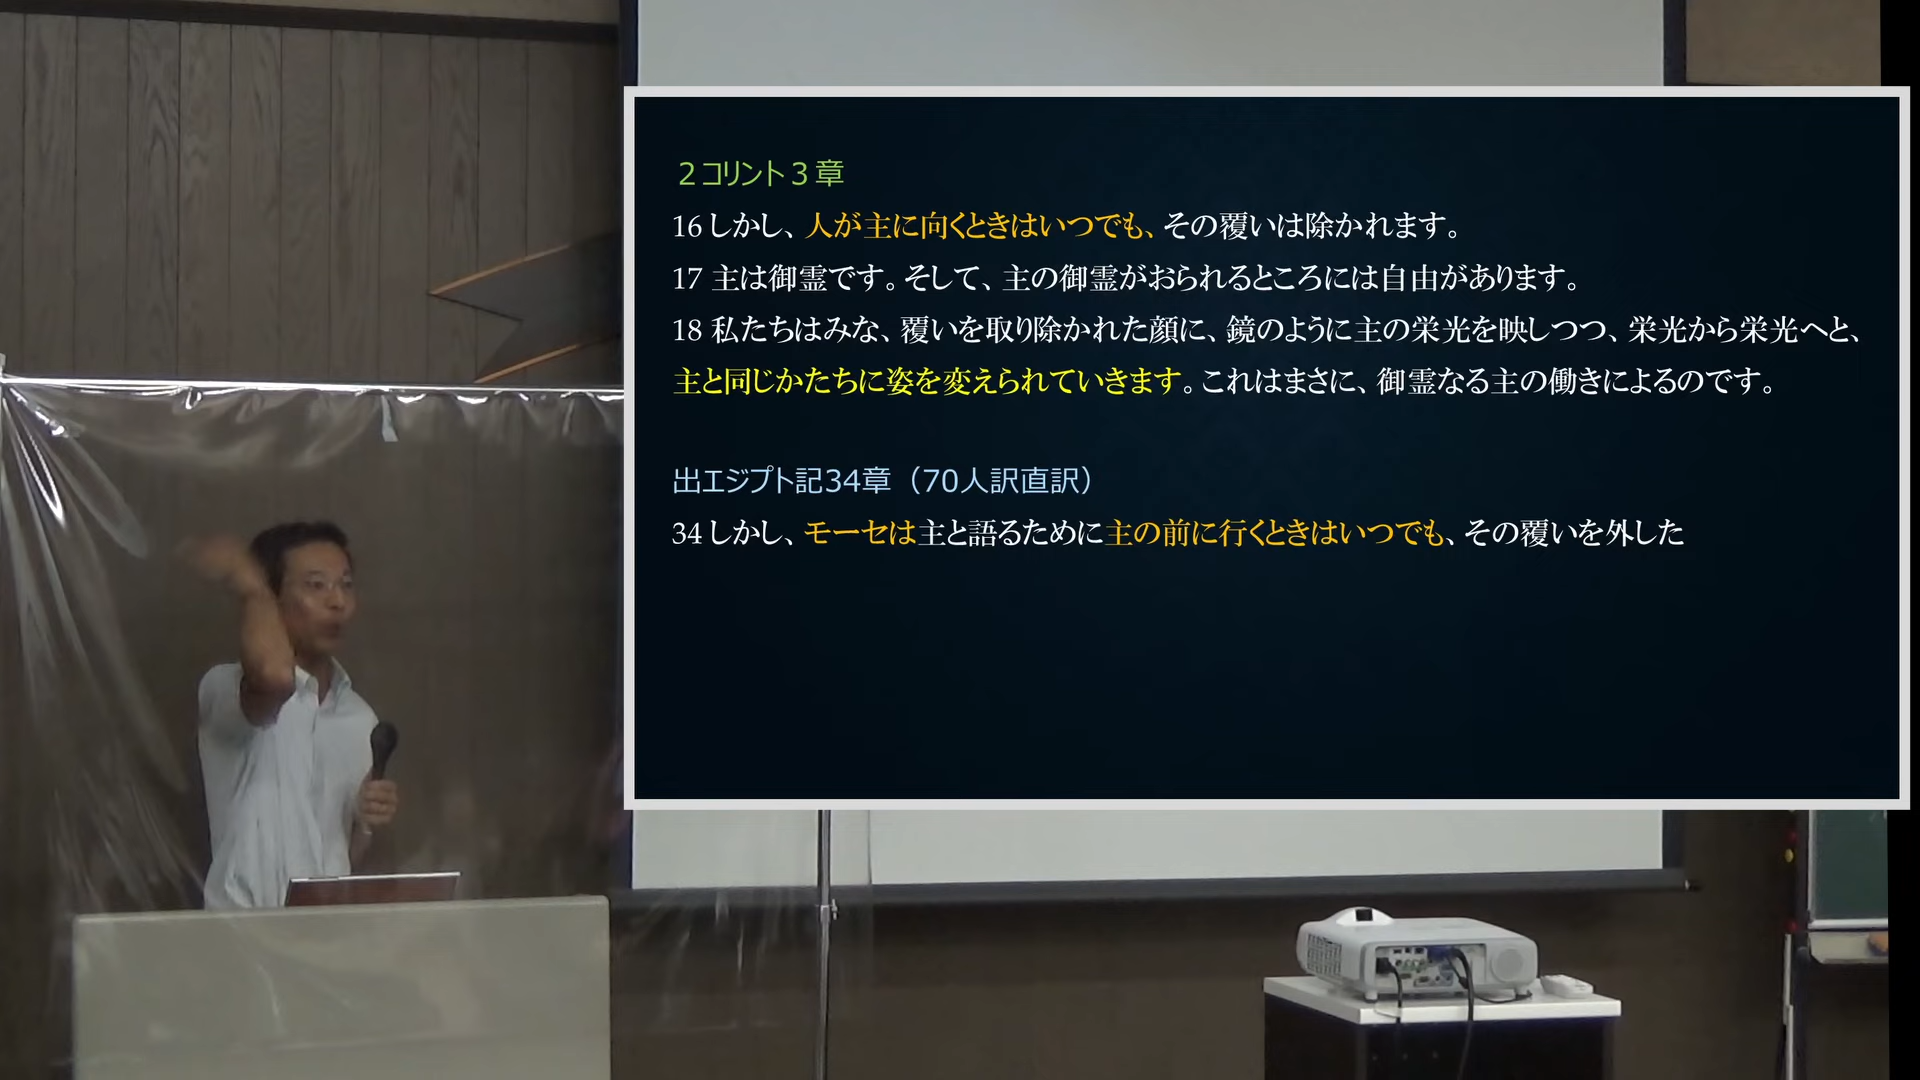 ２コリント３章
16 しかし、人が主に向くときはいつでも、その覆いは除かれます。
17 主は御霊です。そして、主の御霊がおられるところには自由があります。
18 私たちはみな、覆いを取り除かれた顔に、鏡のように主の栄光を映しつつ、栄光から栄光へと、
主と同じかたちに姿を変えられていきます。これはまさに、御霊なる主の働きによるのです。
出エジプト記34章（70人訳直訳）
34 しかし、モーセは主と語るために主の前に行くときはいつでも、その覆いを外した